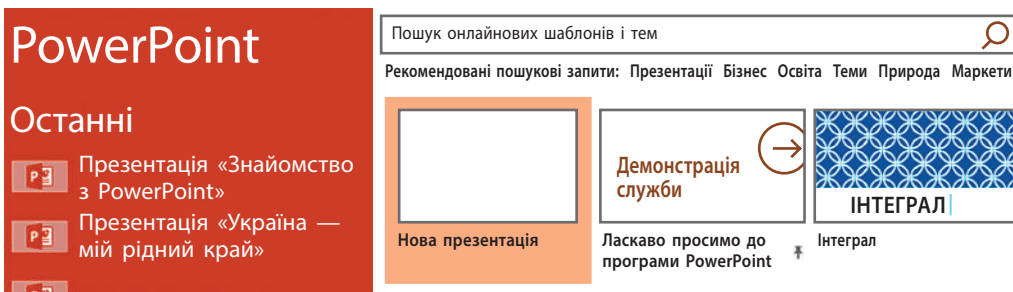 PowerPoint
Останні
Презентація «Знайомство
з PowerPoint»
Презентація «Україна —
мій рідний край»
Пошук онлайнових шаблонів і тем
Рекомендовані пошукові запити: Презентації Бізнес Освіта Теми Природа Маркети
Нова презентація
Демонстрація
служби
Ласкаво просимо до
програми PowerPoint
ІНТЕГРАЛ
Інтеграл